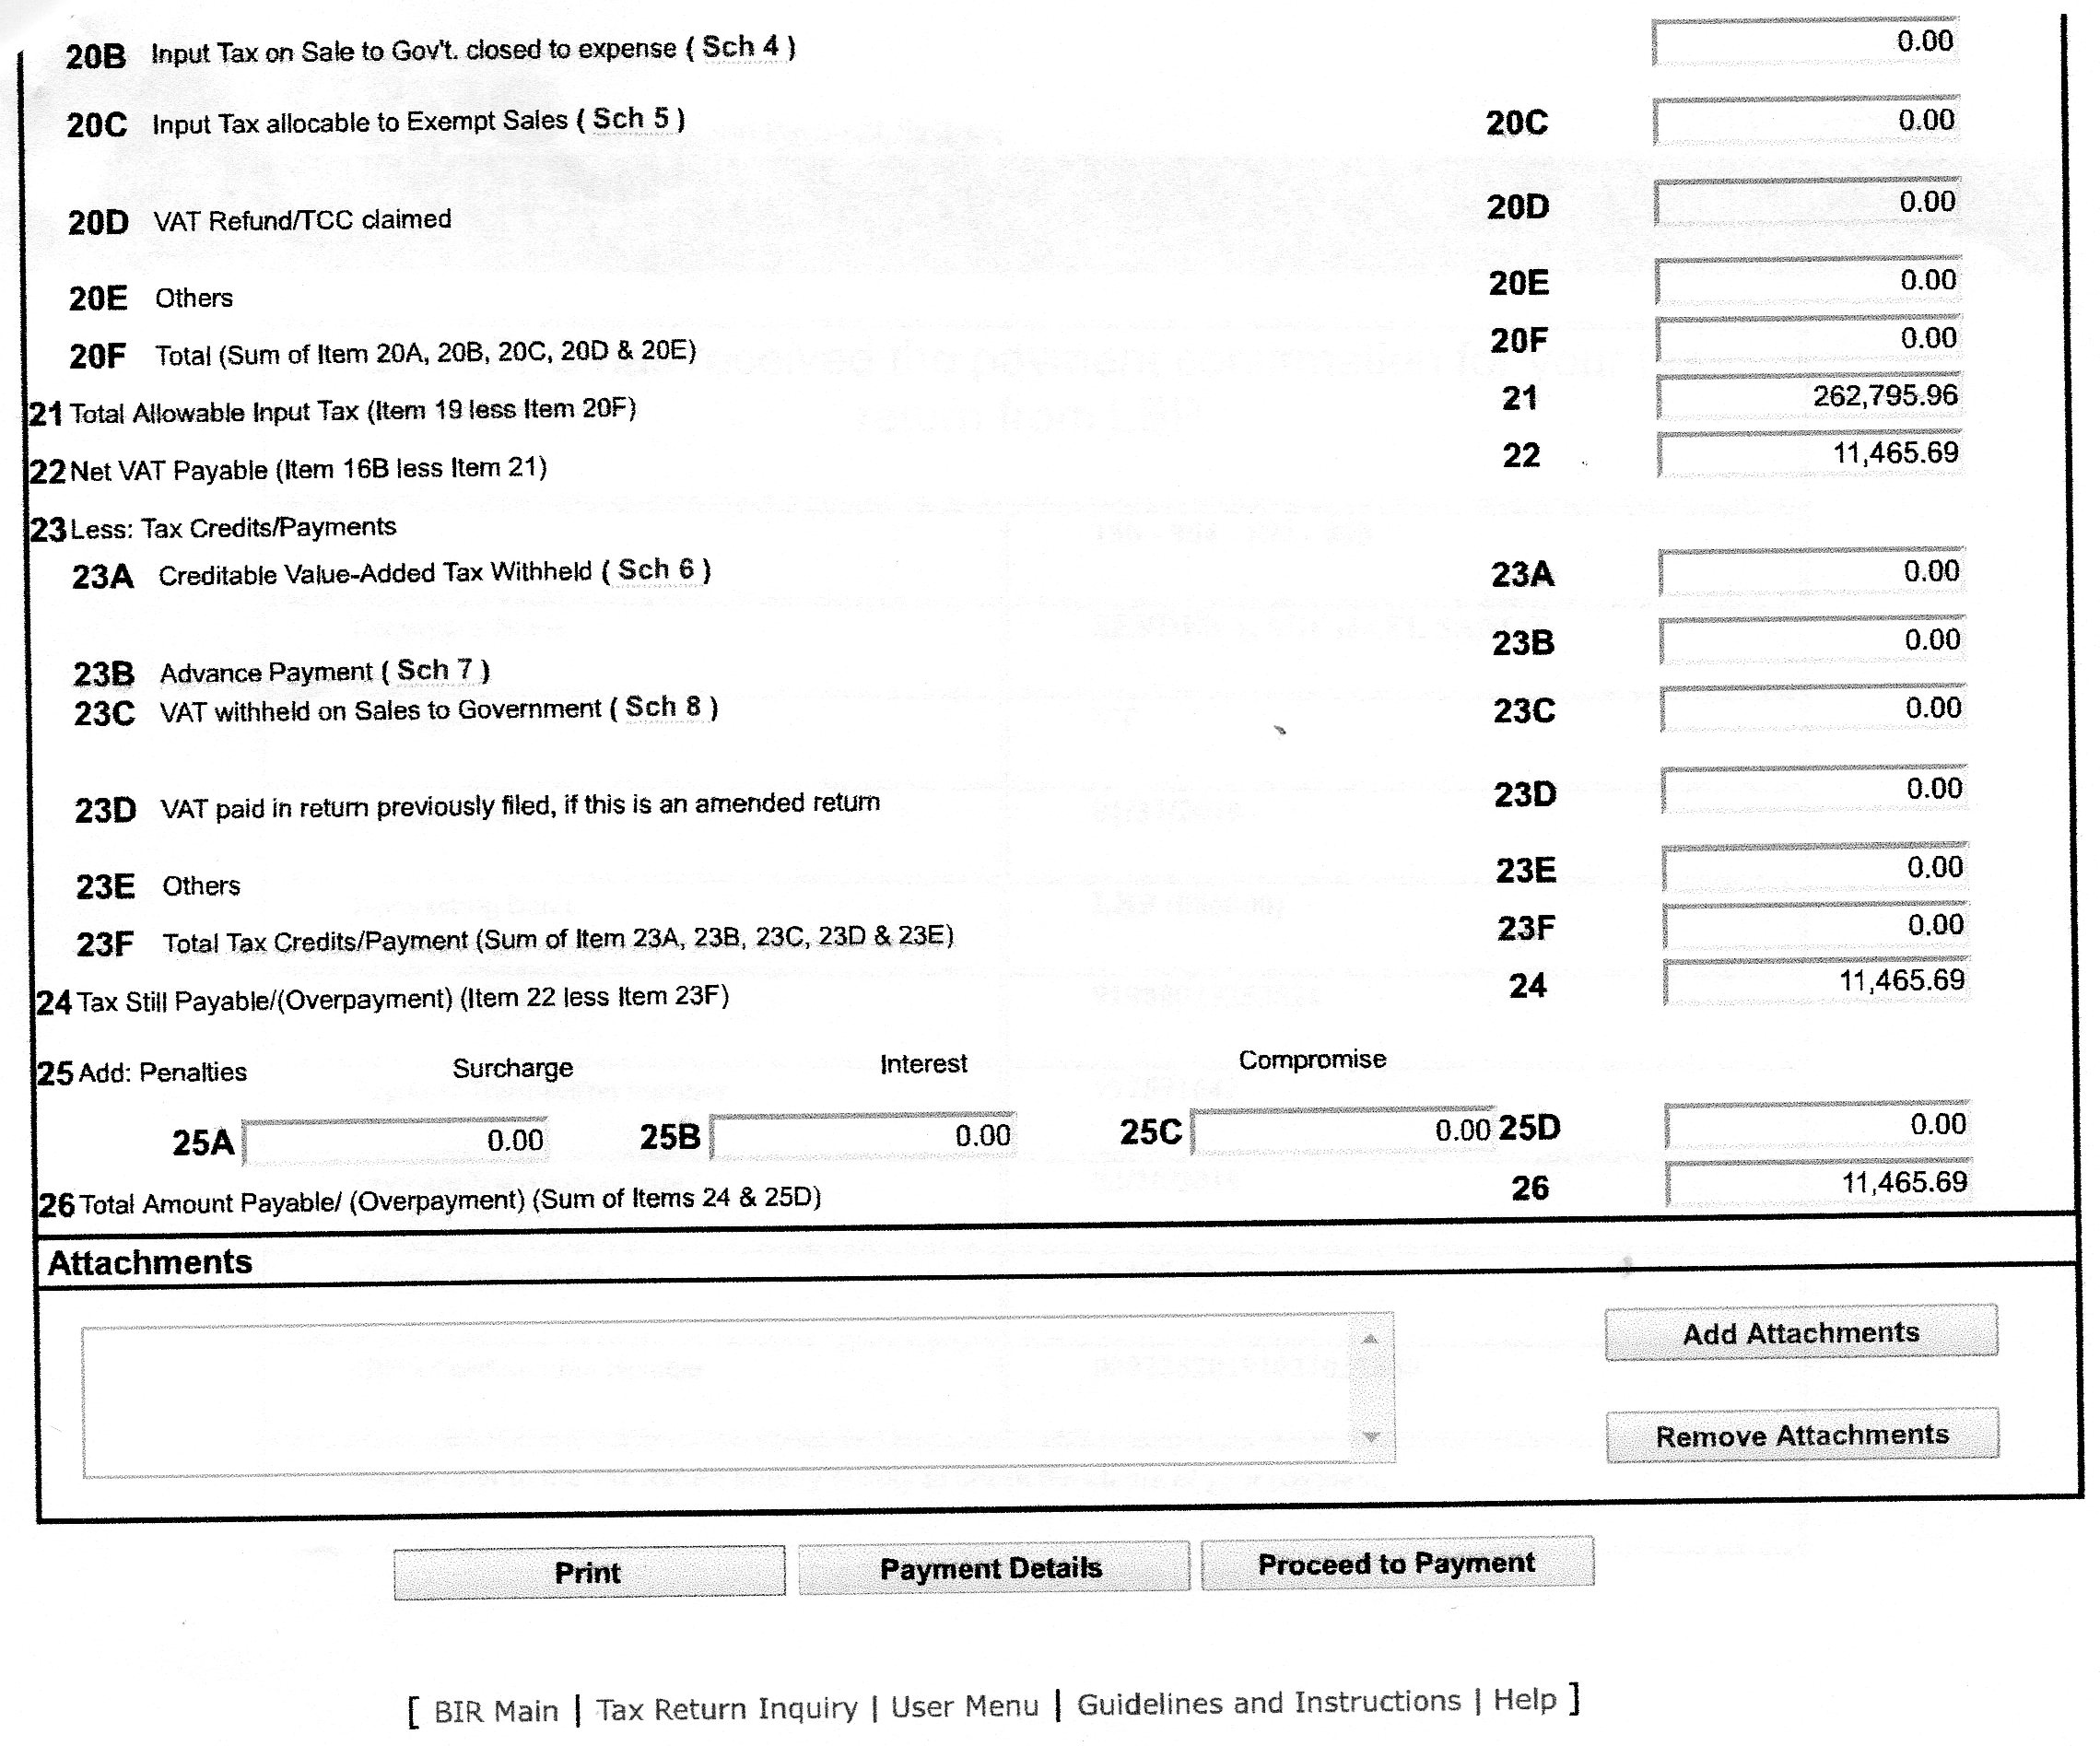 20B Input Tax on Sale to Gov't. closed to expense ( Sch 4 ) 0.00
20C Input Tax allocable to Exempt Sales ( Sch 5 ) 20C 0.00
20D VAT Refund/TCC claimed 20D 0.00
20E Others 20E 0.00
20F Total (Sum of Item 20A, 20B, 20C, 20D & 20E) 20F 0.00
21 Total Allowable Input Tax (Item 19 less Item 20F) 21 262,795.96
22 Net VAT Payable (Item 16B less Item 21) 22 11,465.69
23 Less: Tax Credits/Payments
23A Creditable Value-Added Tax Withheld ( Sch 6 ) 23A 0.00
23B Advance Payment ( Sch 7 ) 23B 0.00
23C VAT withheld on Sales to Government ( Sch 8 ) 23C 0.00
23D VAT paid in return previously filed, if this is an amended return 23D 0.00
23E Others 23E 0.00
23F Total Tax Credits/Payment (Sum of Item 23A, 23B, 23C, 23D & 23E) 23F 0.00
24 Tax Still Payable/(Overpayment) (Item 22 less Item 23F) 24 11,465.69
25 Add: Penalties Surcharge Interest Compromise
25A 0.00 25B 0.00 25C 0.00 25D 0.00
26 Total Amount Payable/ (Overpayment) (Sum of Items 24 & 25D) 26 11,465.69
Attachments
Add Attachments
Remove Attachments
Print Payment Details Proceed to Payment
[ BIR Main | Tax Return Inquiry | User Menu | Guidelines and Instructions | Help ]